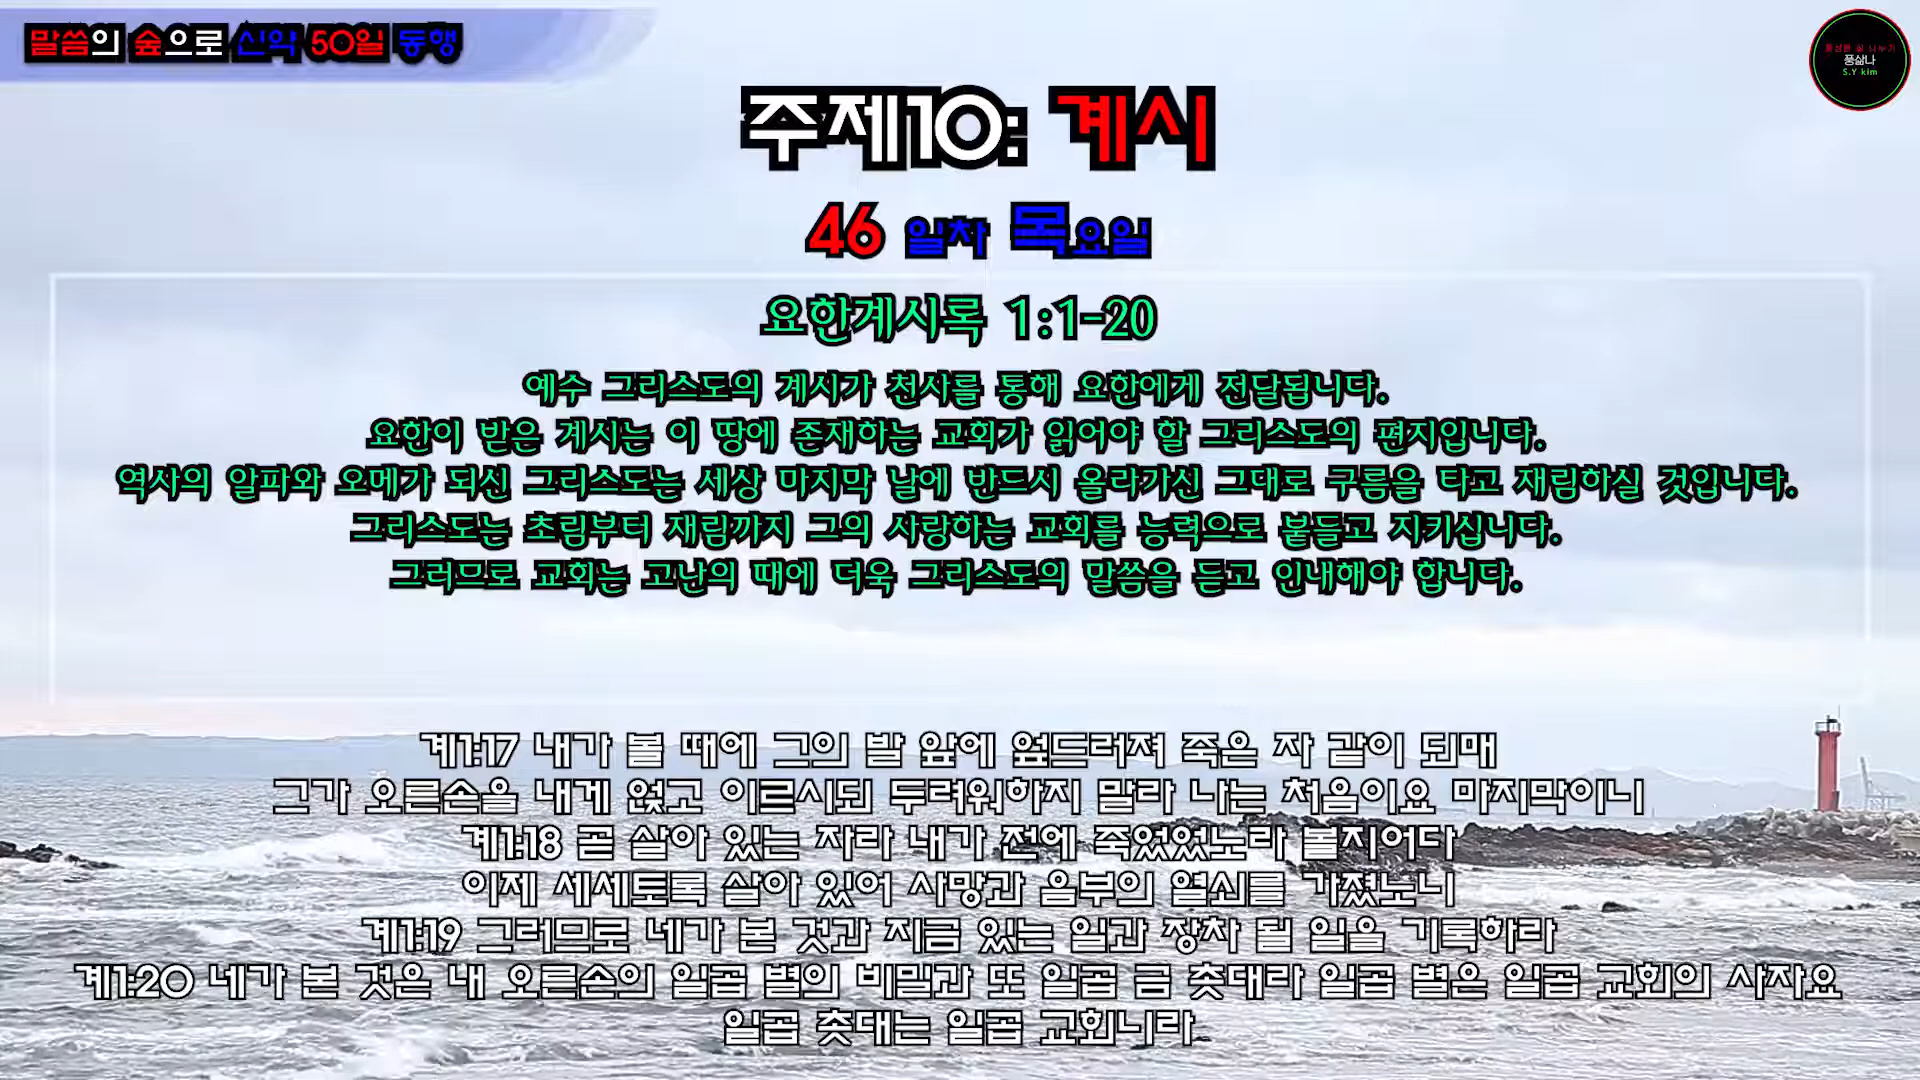 말씀의 숲으로 신약 50일 동행
풍성한 삶 나누기
풍삶나
S.Y kim
주제10: 계시
46 일차 목요일
요한계시록 1:1-20
예수 그리스도의 계시가 천사를 통해 요한에게 전달됩니다.
요한이 받은 계시는 이 땅에 존재하는 교회가 읽어야 할 그리스도의 편지입니다.
역사의 알파와 오메가 되신 그리스도는 세상 마지막 날에 반드시 올라가신 그대로 구름을 타고 재림하실 것입니다.
그리스도는 초림부터 재림까지 그의 사랑하는 교회를 능력으로 붙들고 지키십니다.
그러므로 교회는 고난의 때에 더욱 그리스도의 말씀을 듣고 인내해야 합니다.
계1:17 내가 볼 때에 그의 발 앞에 엎드러져 죽은 자 같이 되매
그가 오른손을 내게 얹고 이르시되 두려워하지 말라 나는 처음이요 마지막이니
계1:18 곧 살아 있는 자라 내가 전에 죽었었노라 볼지어다
이제 세세토록 살아 있어 사망과 음부의 열쇠를 가졌노니
계1:19 그러므로 네가 본 것과 지금 있는 일과 장차 될 일을 기록하라
계1:20 네가 본 것은 내 오른손의 일곱 별의 비밀과 또 일곱 금 촛대라 일곱 별은 일곱 교회의 사자요
일곱 촛대는 일곱 교회니라